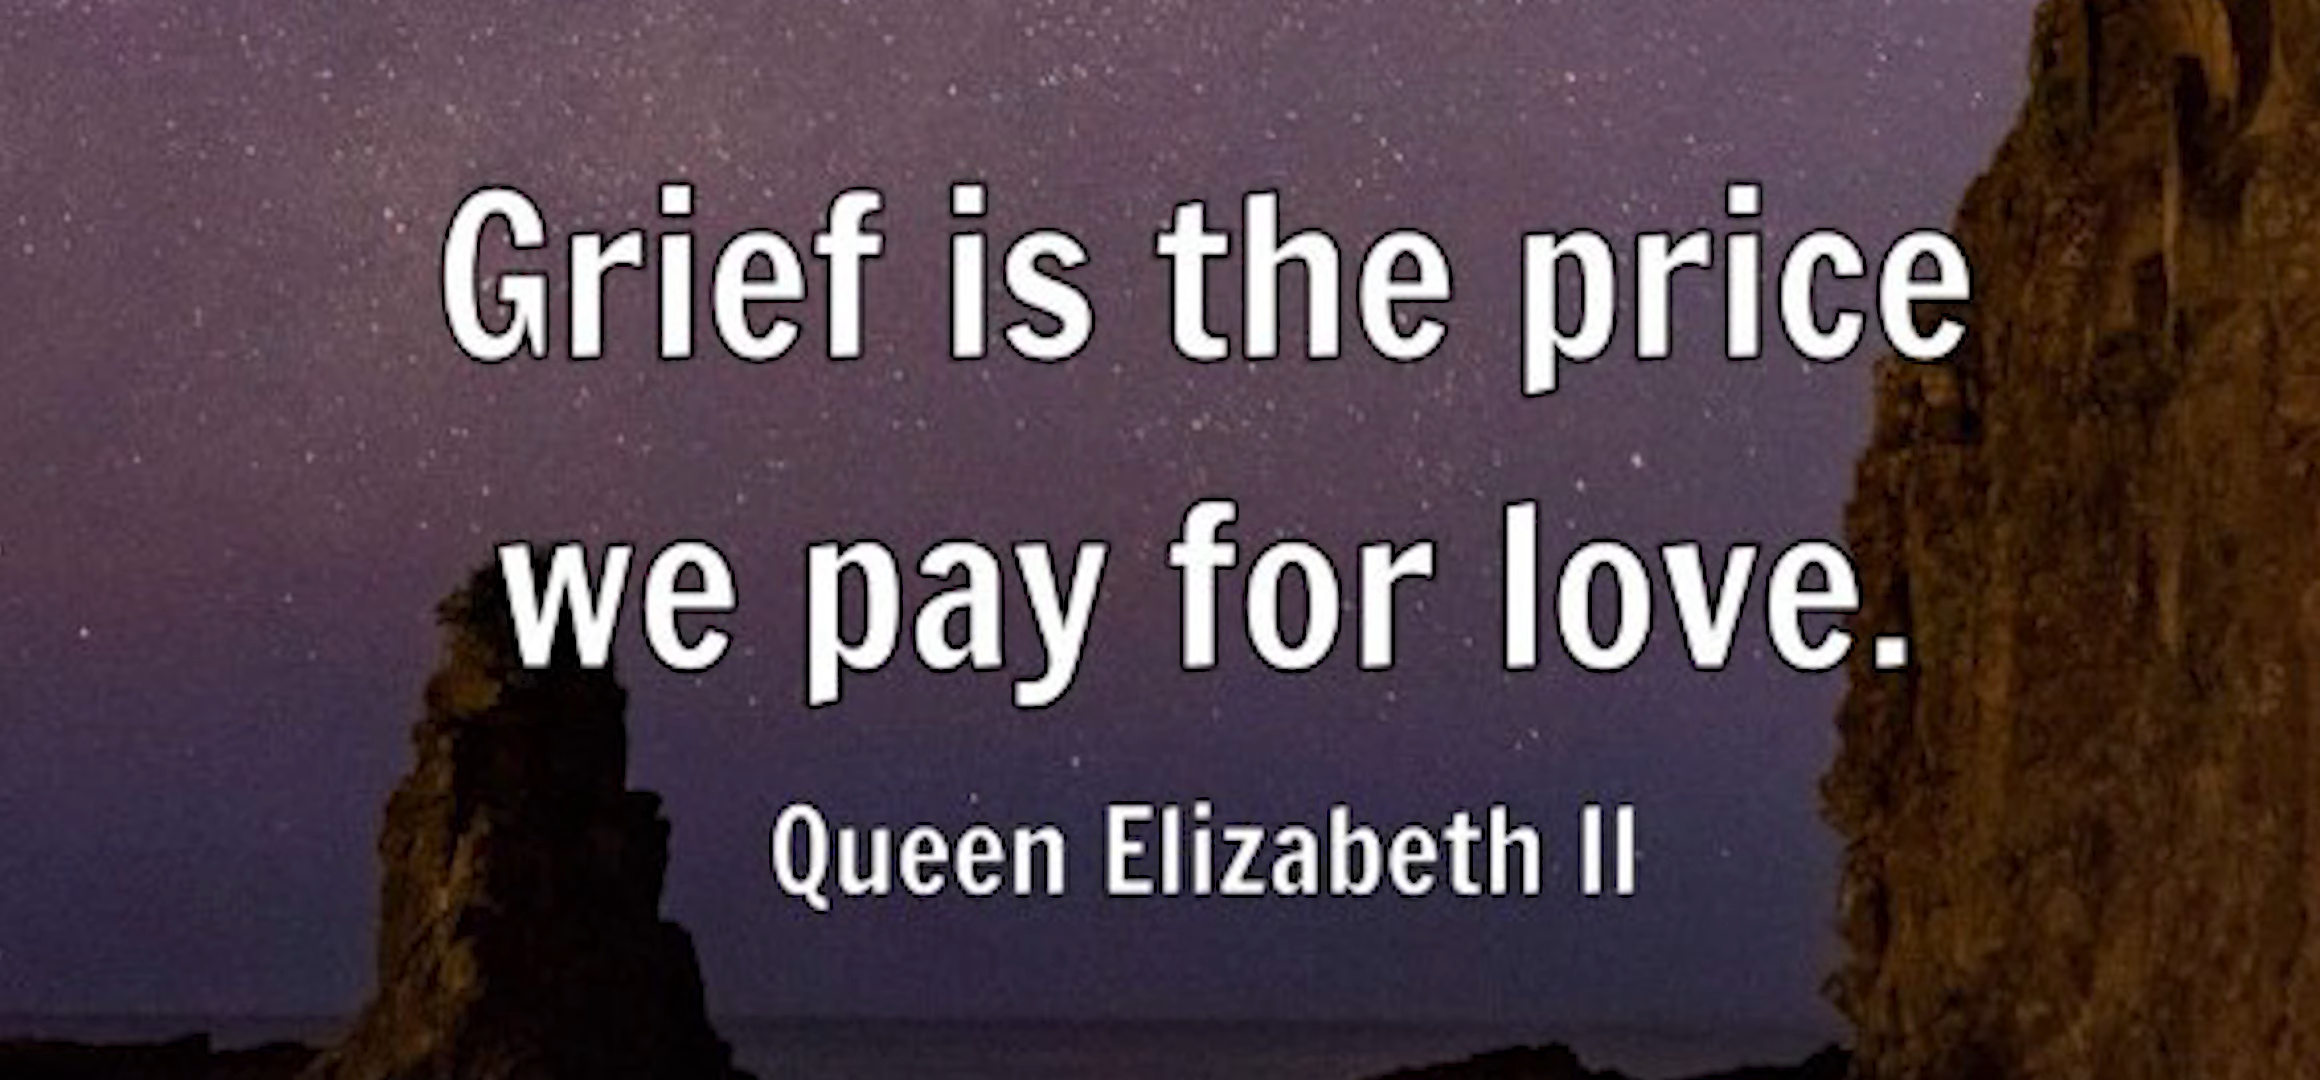 Grief is the price
we pay for love.
Queen Elizabeth II